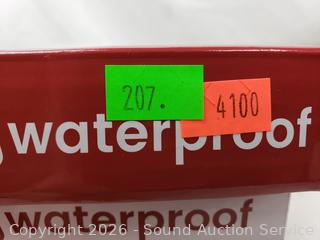 207.
4100
waterproof
waterproof
Copyright 2026 - Sound Auction Service